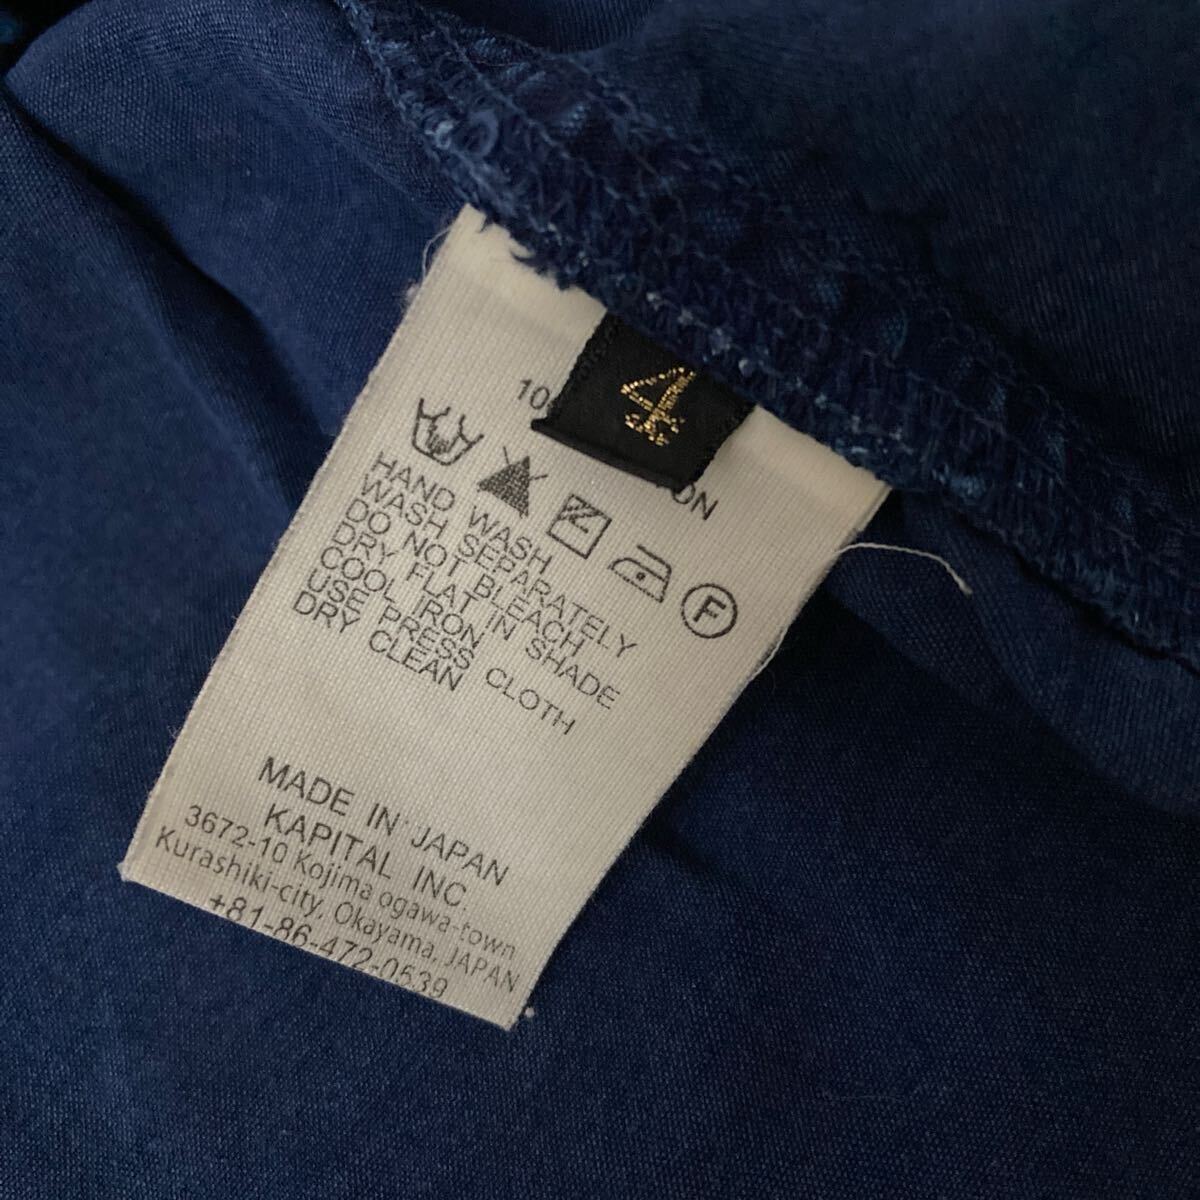 4
10
ON
HAND WASH
WASH SEPARATELY
DO NOT BLEACH
DRY FLAT IN SHADE
COOL IRON
USE PRESS CLOTH
DRY CLEAN
F
MADE IN JAPAN
KAPITAL INC.
3672-10 Kojima ogawa-town
Kurashiki-city, Okayama, JAPAN
+81-86-472-0539